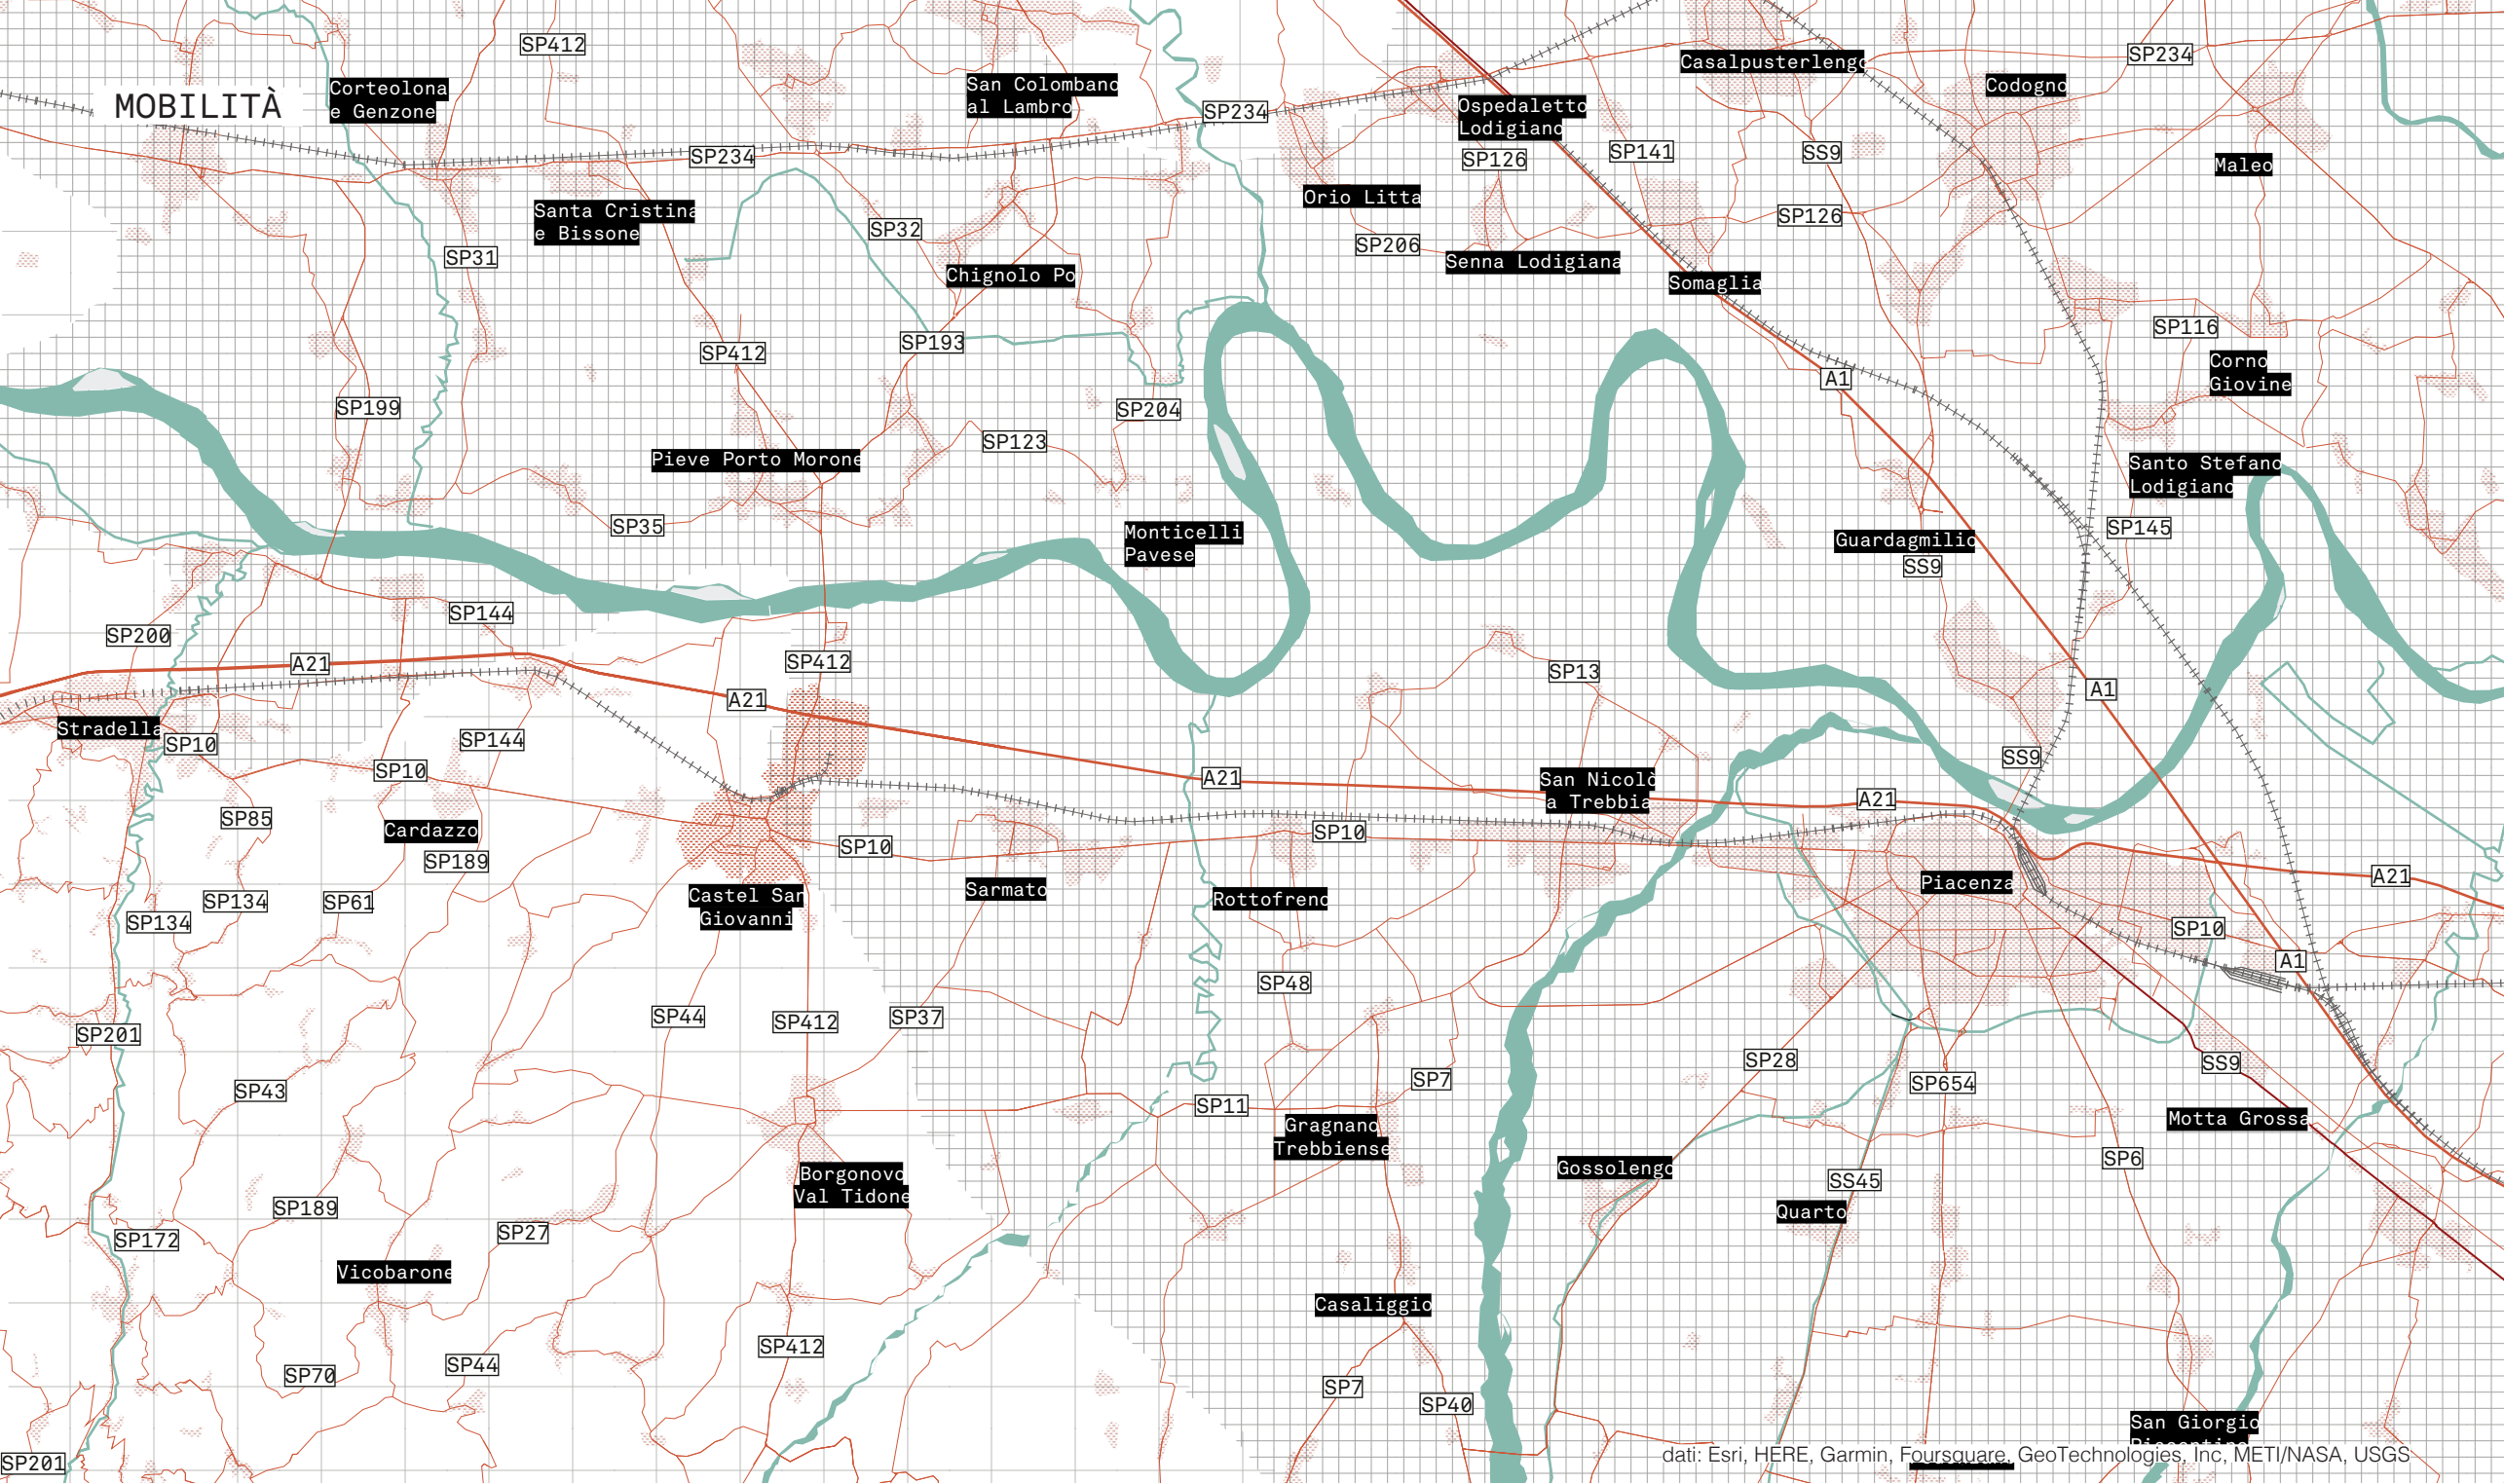 MOBILITÀ
SP412
Corteolona
e Genzone
San Colombano
al Lambro
SP234
Casalpusterlengo
Codogno
SP234
Ospedaletto
Lodigiano
SP234
SP126
SP141
SS9
Maleo
Santa Cristina
e Bissone
SP32
Orio Litta
SP126
SP31
SP206
Senna Lodigiana
Chignolo Po
Somaglia
SP412
SP193
SP116
Corno
Giovine
A1
SP199
SP204
SP123
Pieve Porto Morone
Santo Stefano
Lodigiano
SP35
Monticelli
Pavese
Guardagmilio
SP145
SS9
SP144
SP200
A21
SP412
SP13
A21
A1
Stradella
SP10
SP144
SP10
A21
San Nicolò
a Trebbia
SS9
A21
SP85
Cardazzo
SP189
SP10
SP10
A21
Piacenza
Castel San
Giovanni
Sarmato
Rottofreno
SP134
SP61
SP134
SP10
A1
SP48
SP201
SP44
SP412
SP37
SP43
SP7
SP28
SP654
SS9
SP11
Gragnano
Trebbiense
Motta Grossa
SP6
Gossolengo
Borgonovo
Val Tidone
SS45
Quarto
SP189
SP172
SP27
Vicobarone
Casaliggio
SP412
SP70
SP44
SP7
SP40
San Giorgio
SP201
dati: Esri, HERE, Garmin, Foursquare, GeoTechnologies, Inc, METI/NASA, USGS